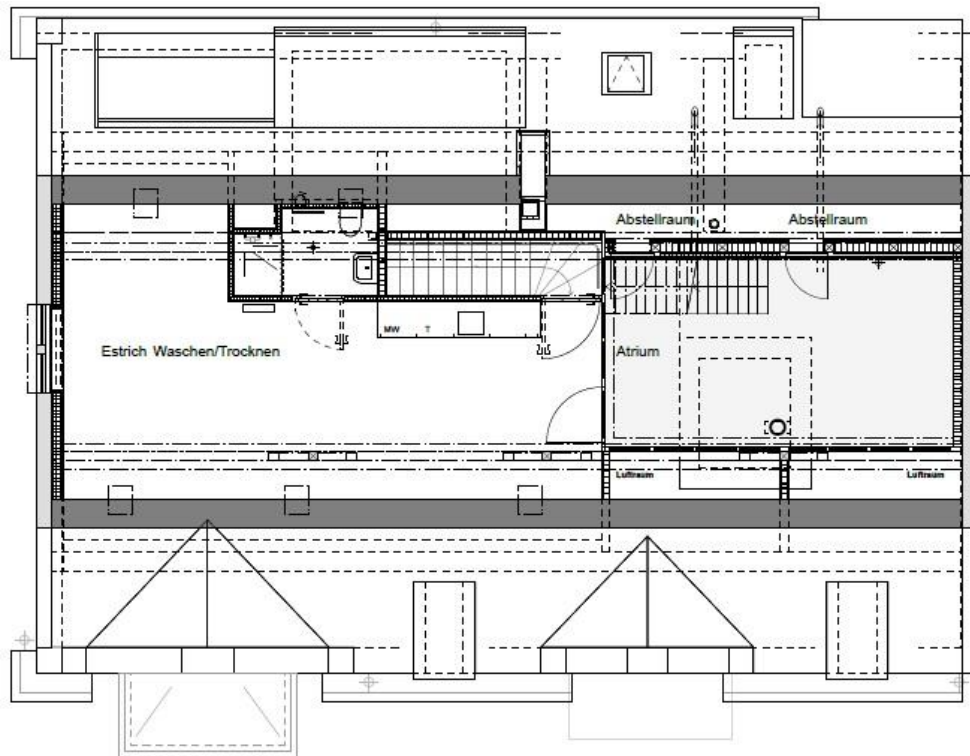 Abstellraum Abstellraum
MW T
Estrich Waschen/Trocknen
Atrium
Luftraum Luftraum